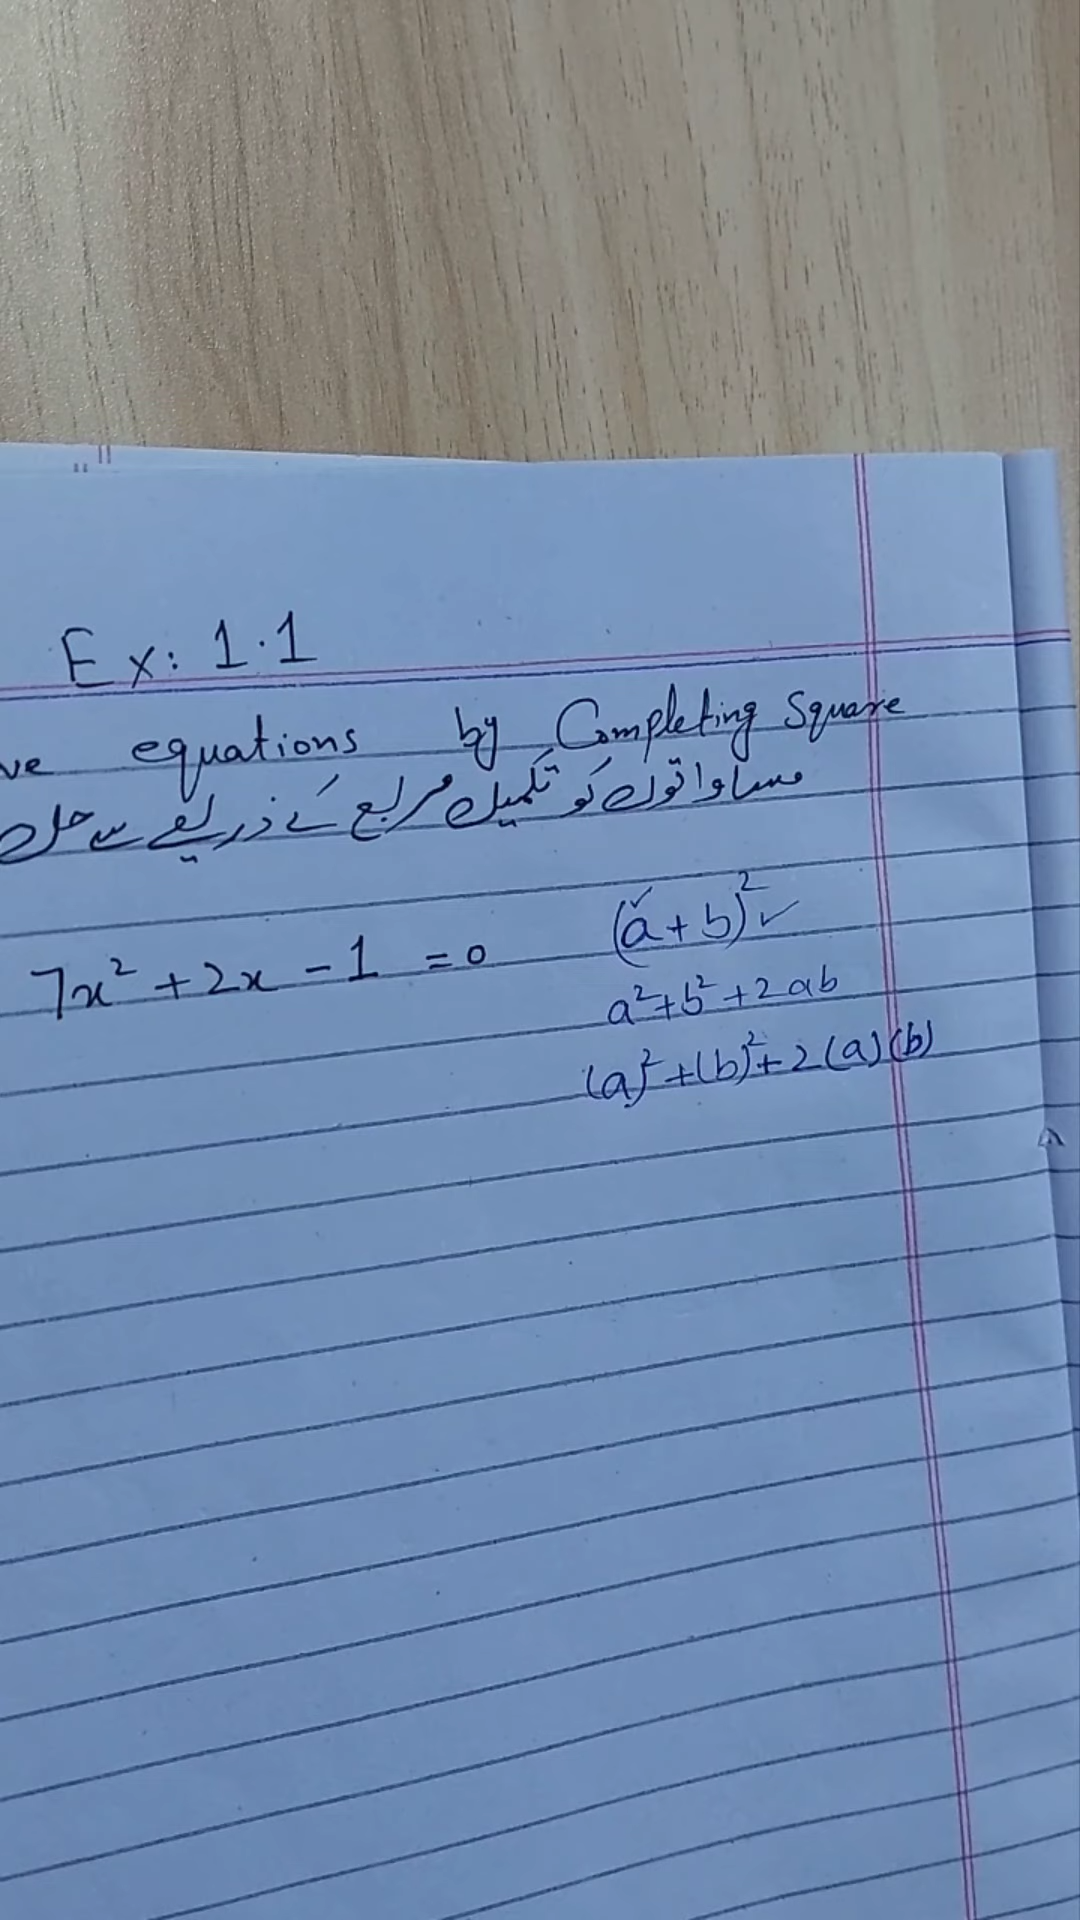 Ex: 1.1
ve equations by Completing Square
مساواتوں کو تکمیل مربع کے ذریعے سے حل
7x² + 2x - 1 = 0
(a + b)²
a² + b² + 2ab
(a)² + (b)² + 2(a)(b)